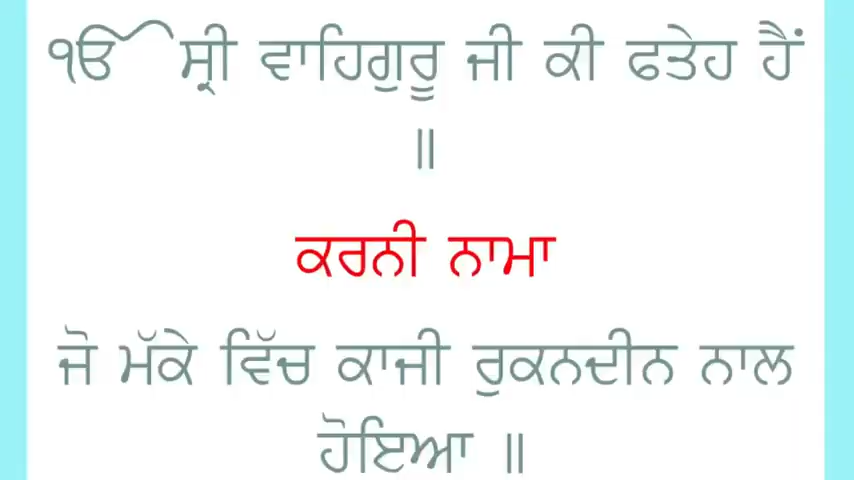 ੴ ਸ੍ਰੀ ਵਾਹਿਗੁਰੂ ਜੀ ਕੀ ਫਤੇਹ ਹੈਂ
॥
ਕਰਨੀ ਨਾਮਾ
ਜੋ ਮੱਕੇ ਵਿੱਚ ਕਾਜੀ ਰੁਕਨਦੀਨ ਨਾਲ
ਹੋਇਆ ॥